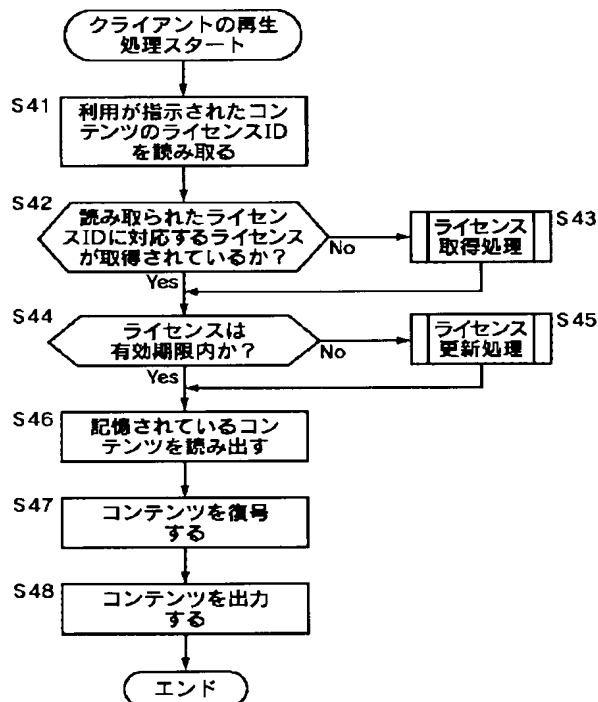 クライアントの再生
処理スタート
S41
利用が指示されたコン
テンツのライセンスID
を読み取る
S42
読み取られたライセン
スIDに対応するライセンス
が取得されているか？
No
Yes
S43
ライセンス
取得処理
S44
ライセンスは
有効期限内か？
No
Yes
S45
ライセンス
更新処理
S46
記憶されているコン
テンツを読み出す
S47
コンテンツを復号
する
S48
コンテンツを出力
する
エンド